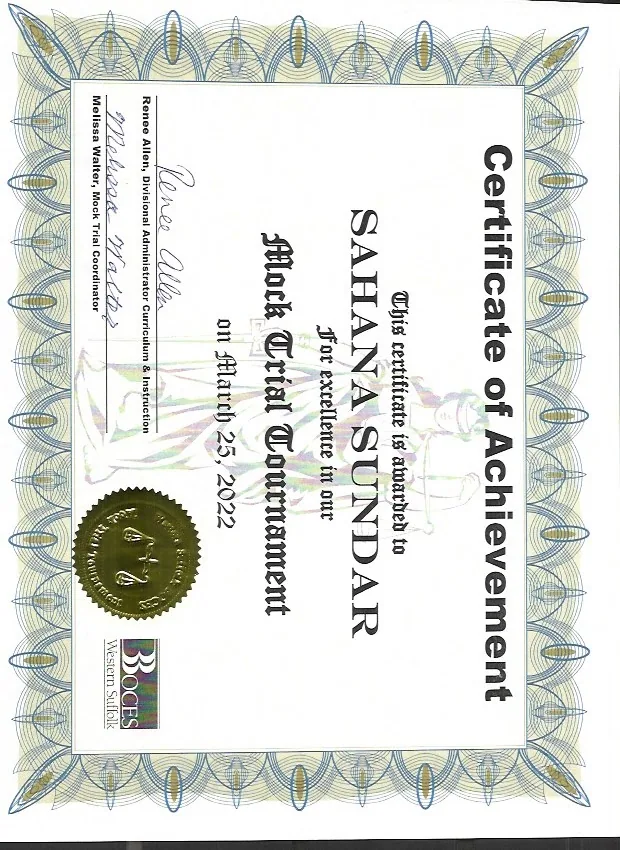 Certificate of Achievement
This certificate is awarded to
SAHANA SUNDAR
For excellence in our
Mock Trial Tournament
on March 25, 2022
Renee Allen
Renee Allen, Divisional Administrator Curriculum & Instruction
Melissa Walter
Melissa Walter, Mock Trial Coordinator
BOCES
Western Suffolk